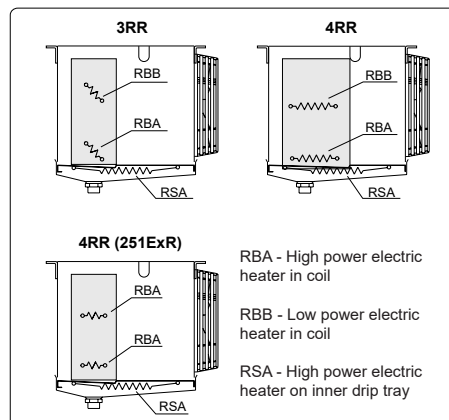 3RR
RBB
RBA
RSA
4RR
RBB
RBA
RSA
4RR (251ExR)
RBA
RBA
RSA
RBA - High power electric
heater in coil
RBB - Low power electric
heater in coil
RSA - High power electric
heater on inner drip tray